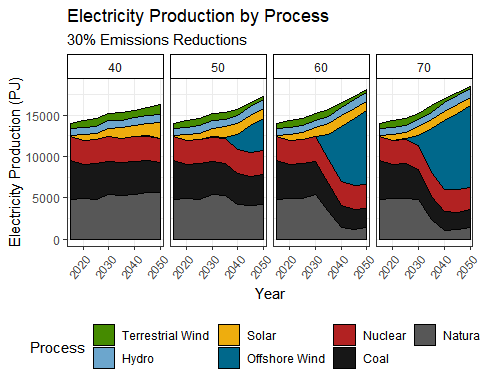 Electricity Production by Process
30% Emissions Reductions
40 50 60 70
Electricity Production (PJ)
15000
10000
5000
0
2020 2030 2040 2050 2020 2030 2040 2050 2020 2030 2040 2050 2020 2030 2040 2050
Year
Process
Terrestrial Wind Solar Nuclear Natura
Hydro Offshore Wind Coal